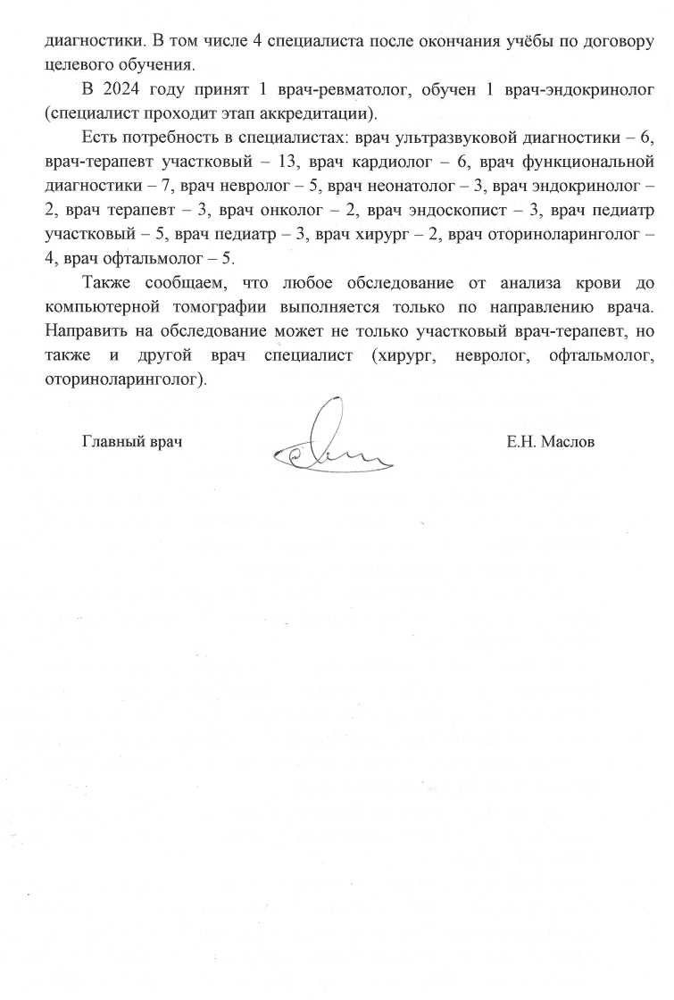 диагностики. В том числе 4 специалиста после окончания учёбы по договору
целевого обучения.
В 2024 году принят 1 врач-ревматолог, обучен 1 врач-эндокринолог
(специалист проходит этап аккредитации).
Есть потребность в специалистах: врач ультразвуковой диагностики – 6,
врач-терапевт участковый – 13, врач кардиолог – 6, врач функциональной
диагностики – 7, врач невролог – 5, врач неонатолог – 3, врач эндокринолог –
2, врач терапевт – 3, врач онколог – 2, врач эндоскопист – 3, врач педиатр
участковый – 5, врач педиатр – 3, врач хирург – 2, врач оториноларинголог –
4, врач офтальмолог – 5.
Также сообщаем, что любое обследование от анализа крови до
компьютерной томографии выполняется только по направлению врача.
Направить на обследование может не только участковый врач-терапевт, но
также и другой врач специалист (хирург, невролог, офтальмолог,
оториноларинголог).
Главный врач Е.Н. Маслов